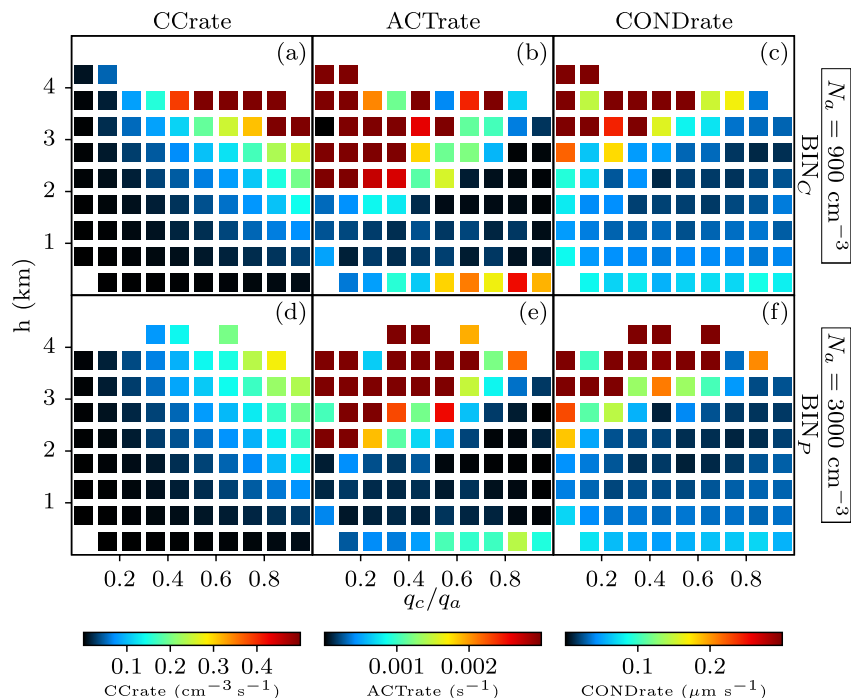 CCrate ACTrate CONDrate
(a) (b) (c)
4
3
2
1
BIN_C
N_a = 900 cm^{-3}
h (km)
(d) (e) (f)
4
3
2
1
BIN_P
N_a = 3000 cm^{-3}
0.2 0.4 0.6 0.8 0.2 0.4 0.6 0.8 0.2 0.4 0.6 0.8
q_c/q_a
0.1 0.2 0.3 0.4 0.001 0.002 0.1 0.2
CCrate (cm^{-3} s^{-1}) ACTrate (s^{-1}) CONDrate (μm s^{-1})